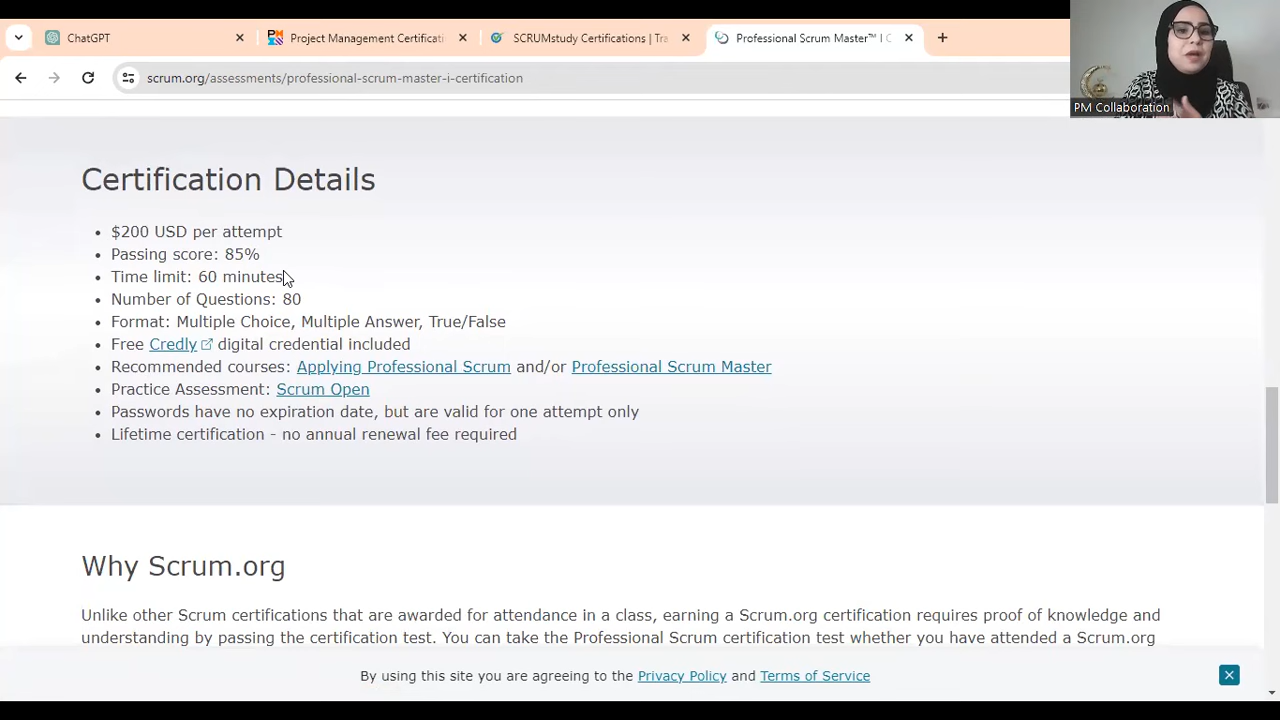 ChatGPT
Project Management Certificati
SCRUMstudy Certifications | Tra
Professional Scrum Master™ I C
scrum.org/assessments/professional-scrum-master-i-certification
PM Collaboration
Certification Details
• $200 USD per attempt
• Passing score: 85%
• Time limit: 60 minutes
• Number of Questions: 80
• Format: Multiple Choice, Multiple Answer, True/False
• Free Credly digital credential included
• Recommended courses: Applying Professional Scrum and/or Professional Scrum Master
• Practice Assessment: Scrum Open
• Passwords have no expiration date, but are valid for one attempt only
• Lifetime certification - no annual renewal fee required
Why Scrum.org
Unlike other Scrum certifications that are awarded for attendance in a class, earning a Scrum.org certification requires proof of knowledge and
understanding by passing the certification test. You can take the Professional Scrum certification test whether you have attended a Scrum.org
By using this site you are agreeing to the Privacy Policy and Terms of Service